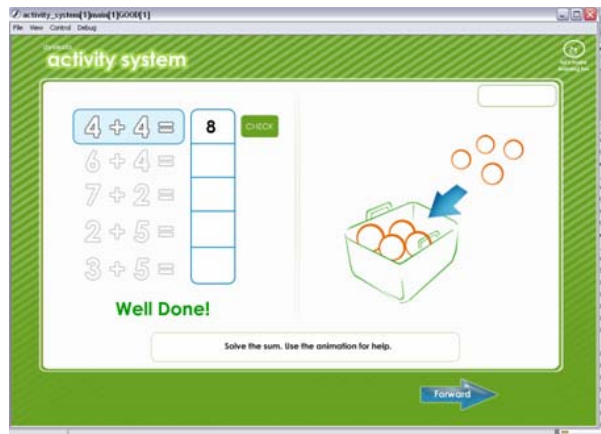 activity_system[1]main[1]GOOD[1]
File View Control Debug
activity system
4 + 4 = 8 CHECK
6 + 4 =
7 + 2 =
2 + 5 =
3 + 5 =
Well Done!
Solve the sum. Use the animation for help.
Forward